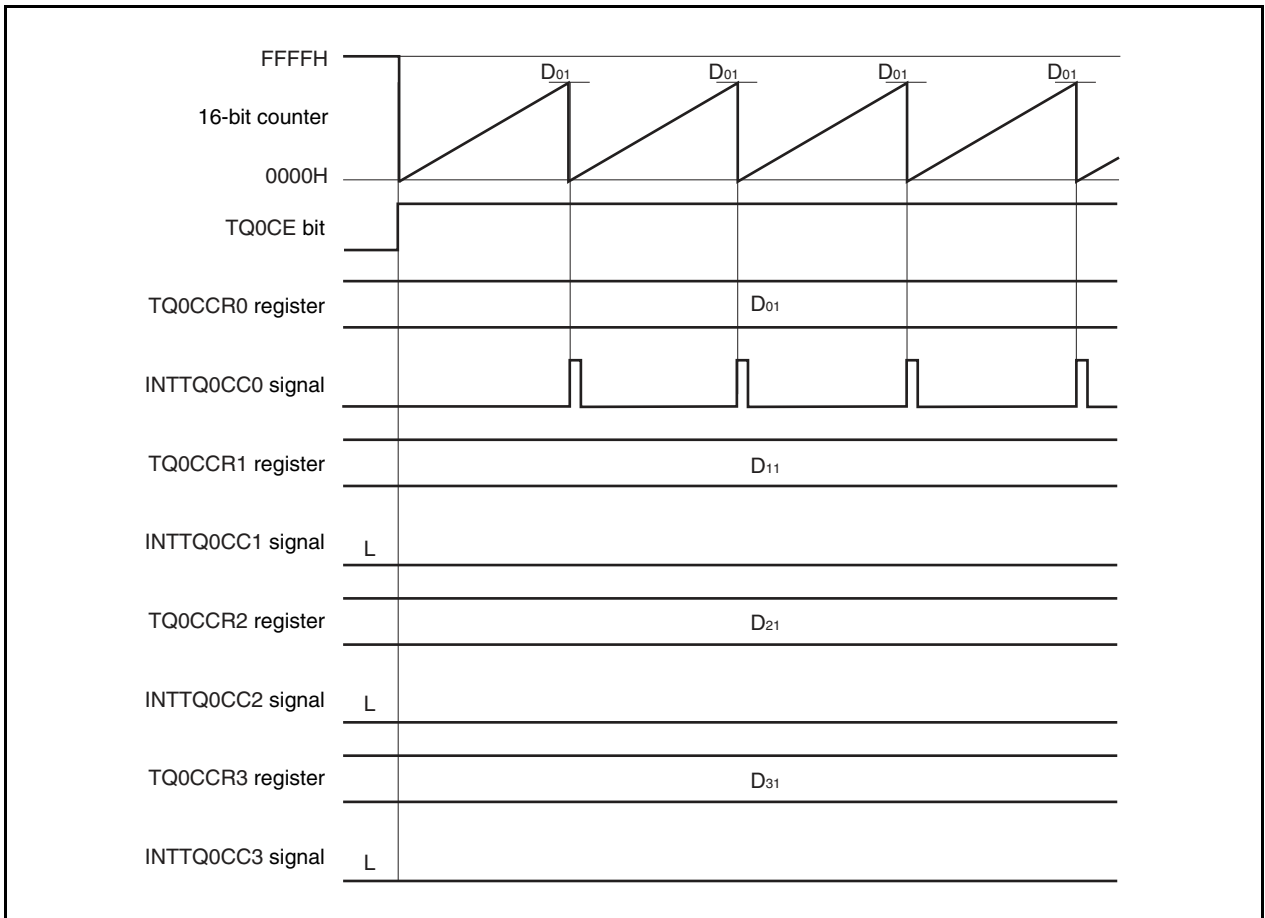 FFFFH
D01 D01 D01 D01
16-bit counter
0000H
TQ0CE bit
TQ0CCR0 register
D01
INTTQ0CC0 signal
TQ0CCR1 register
D11
INTTQ0CC1 signal
L
TQ0CCR2 register
D21
INTTQ0CC2 signal
L
TQ0CCR3 register
D31
INTTQ0CC3 signal
L